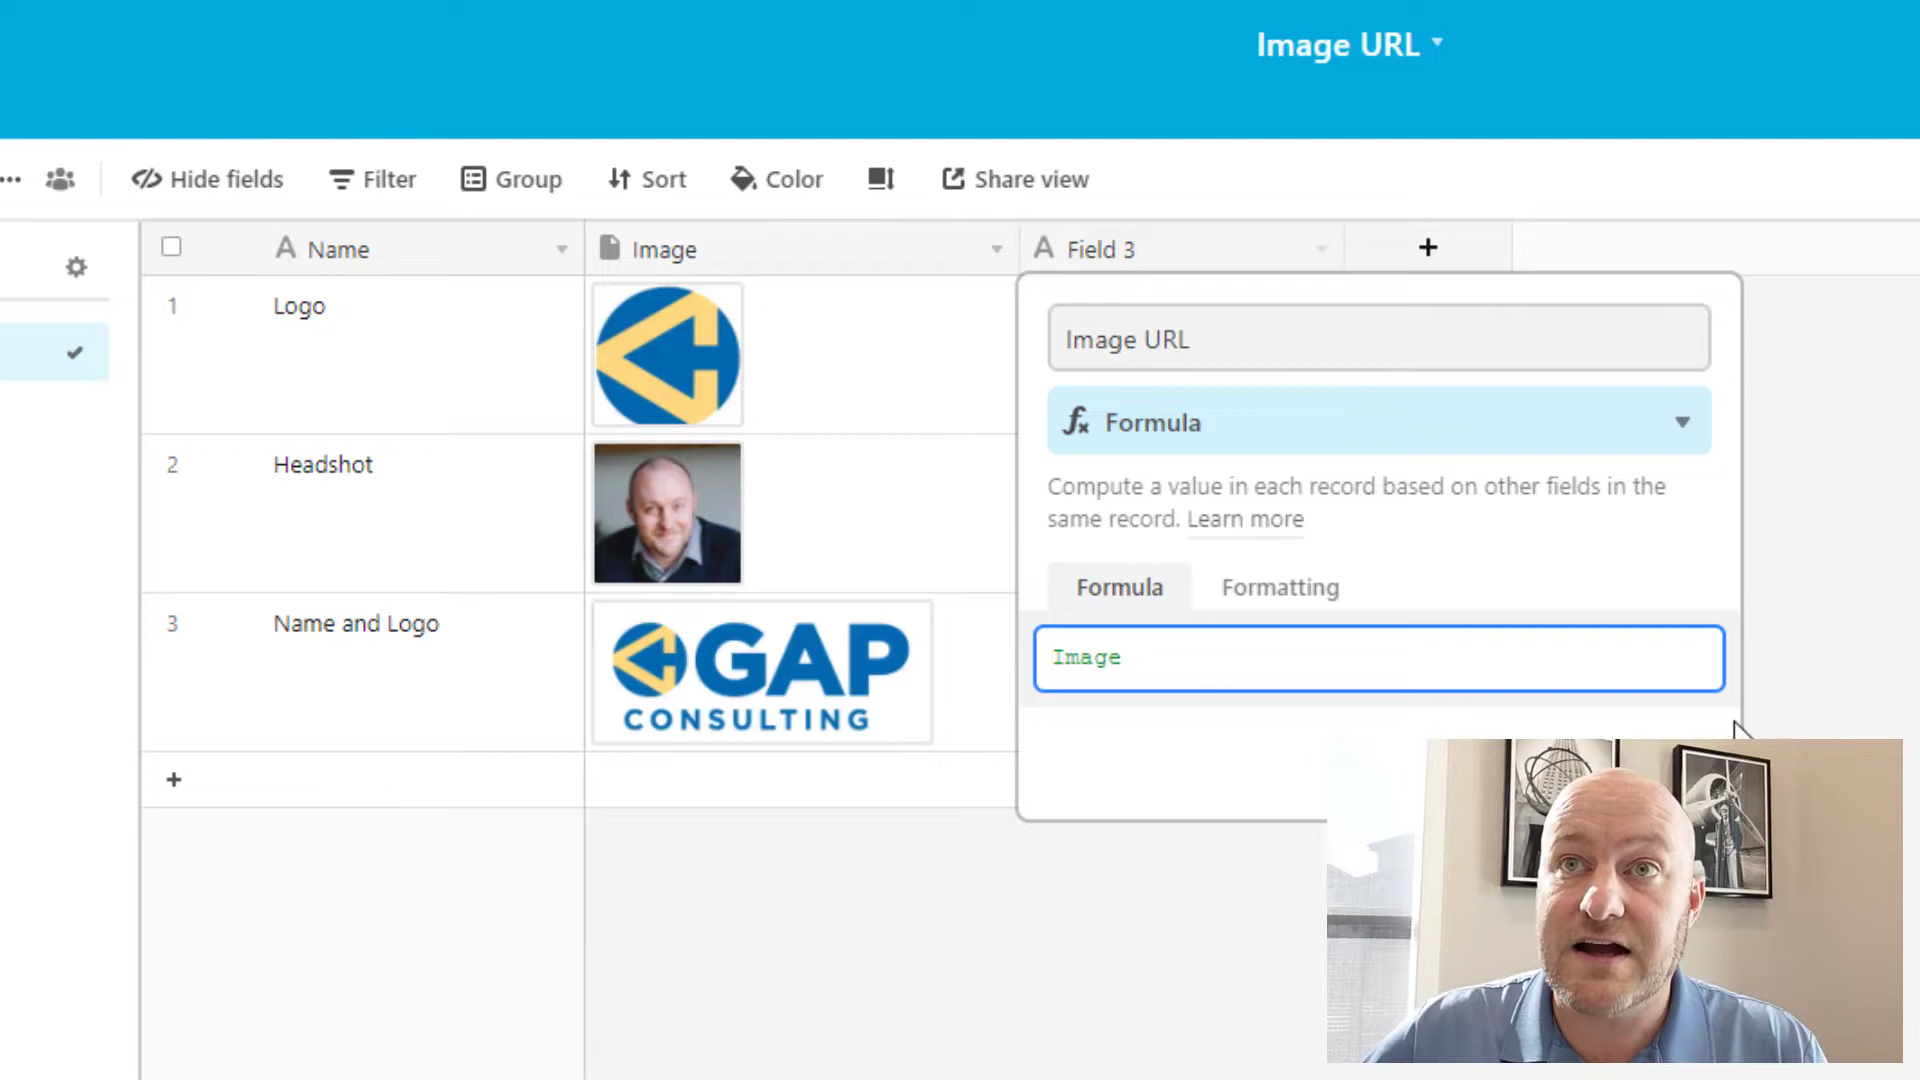 Image URL
Hide fields
Filter
Group
Sort
Color
Share view
Name
Image
Field 3
1
Logo
Image URL
Formula
Compute a value in each record based on other fields in the
same record. Learn more
2
Headshot
Formula
Formatting
3
Name and Logo
Image
GAP
CONSULTING